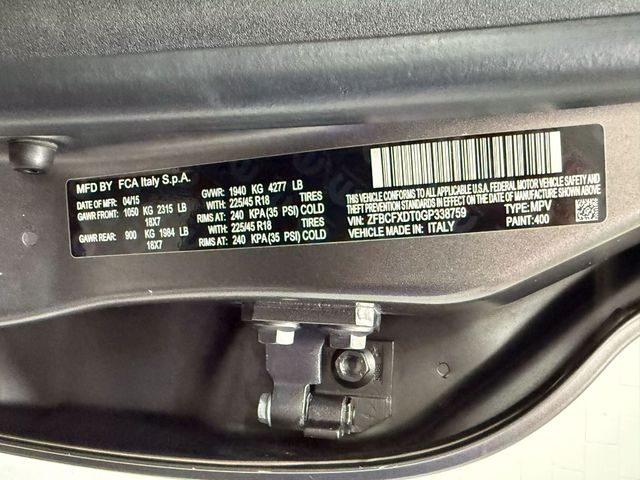 MFD BY FCA Italy S.p.A.
DATE OF MFR: 04/15 GVWR: 1940 KG 4277 LB
GAWR FRONT: 1050 KG 2315 LB WITH: 225/45 R18 TIRES
18X7 RIMS AT: 240 KPA (35 PSI) COLD
GAWR REAR: 900 KG 1984 LB WITH: 225/45 R18 TIRES
18X7 RIMS AT: 240 KPA(35 PSI) COLD
THIS VEHICLE CONFORMS TO ALL APPLICABLE U.S.A. FEDERAL MOTOR VEHICLE SAFETY AND
THEFT PREVENTION STANDARDS IN EFFECT ON THE DATE OF MANUFACTURE SHOWN ABOVE
VIN: ZFBCFXDT0GP338759 TYPE: MPV
VEHICLE MADE IN: ITALY PAINT: 400